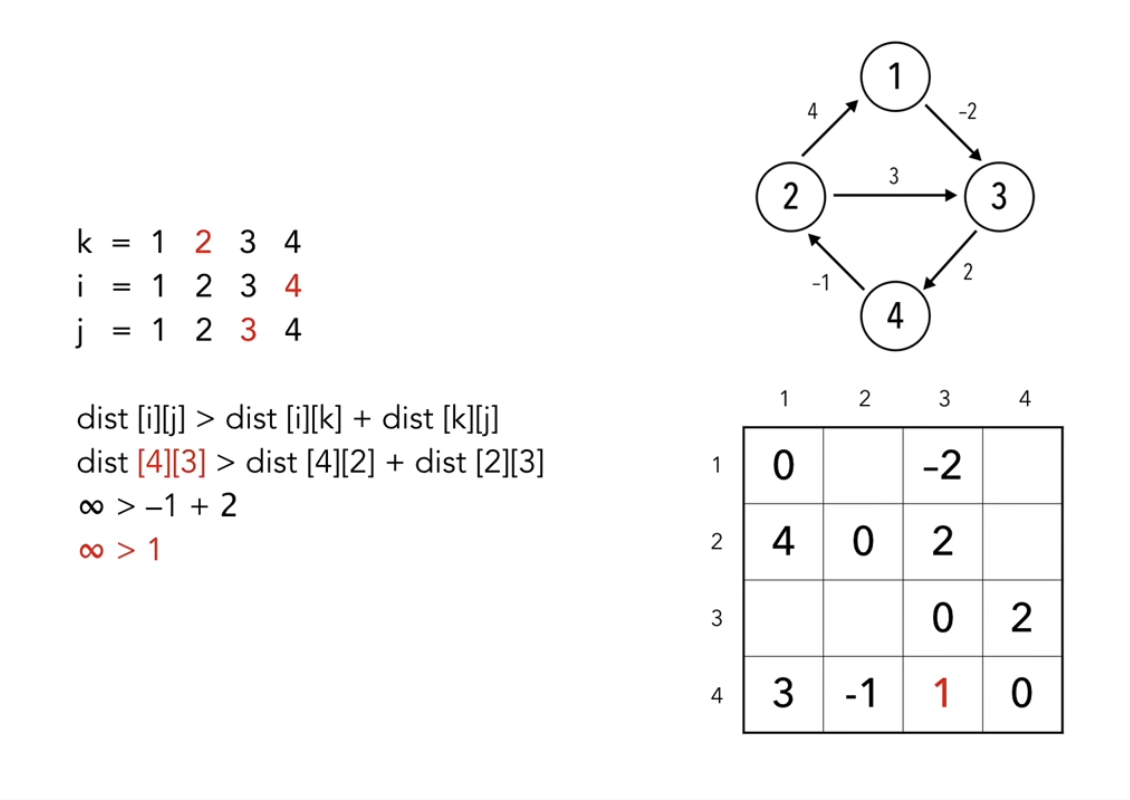 k = 1 2 3 4
i = 1 2 3 4
j = 1 2 3 4
dist [i][j] > dist [i][k] + dist [k][j]
dist [4][3] > dist [4][2] + dist [2][3]
∞ > –1 + 2
∞ > 1
1
4
–2
2
3
3
–1
2
4
1 2 3 4
1 0 –2
2 4 0 2
3 0 2
4 3 -1 1 0